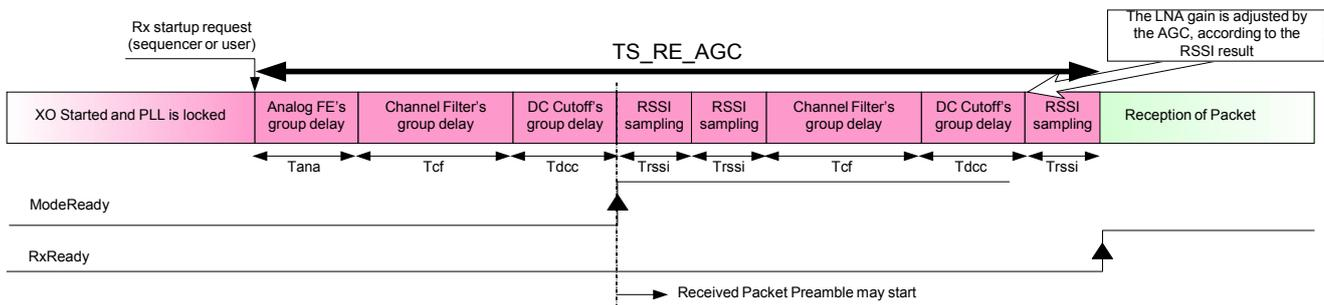 Rx startup request
(sequencer or user)
TS_RE_AGC
The LNA gain is adjusted by
the AGC, according to the
RSSI result
XO Started and PLL is locked
Analog FE's
group delay
Channel Filter's
group delay
DC Cutoff's
group delay
RSSI
sampling
RSSI
sampling
Channel Filter's
group delay
DC Cutoff's
group delay
RSSI
sampling
Reception of Packet
Tana
Tcf
Tdcc
Trssi
Trssi
Tcf
Tdcc
Trssi
ModeReady
RxReady
Received Packet Preamble may start